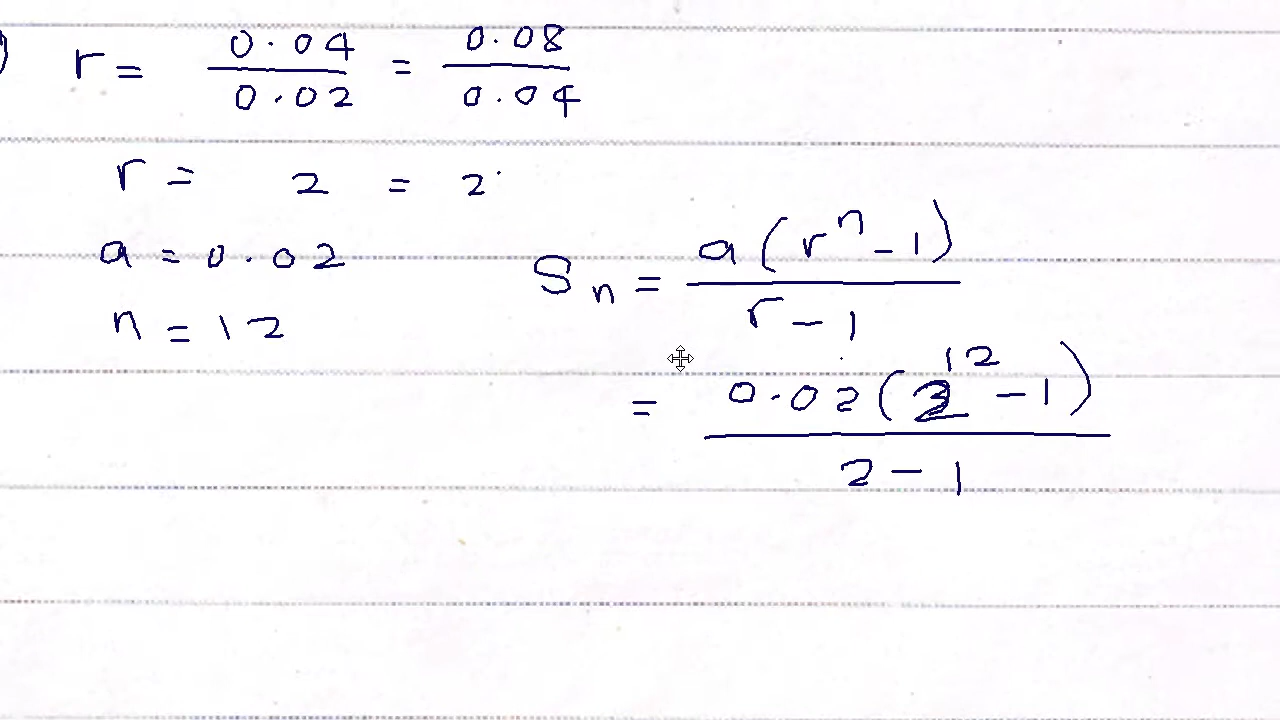 ) r = 0.04/0.02 = 0.08/0.04
r = 2 = 2
a = 0.02
n = 12
Sn = a(r^n - 1)/r - 1
= 0.02(2^12 - 1)/2 - 1